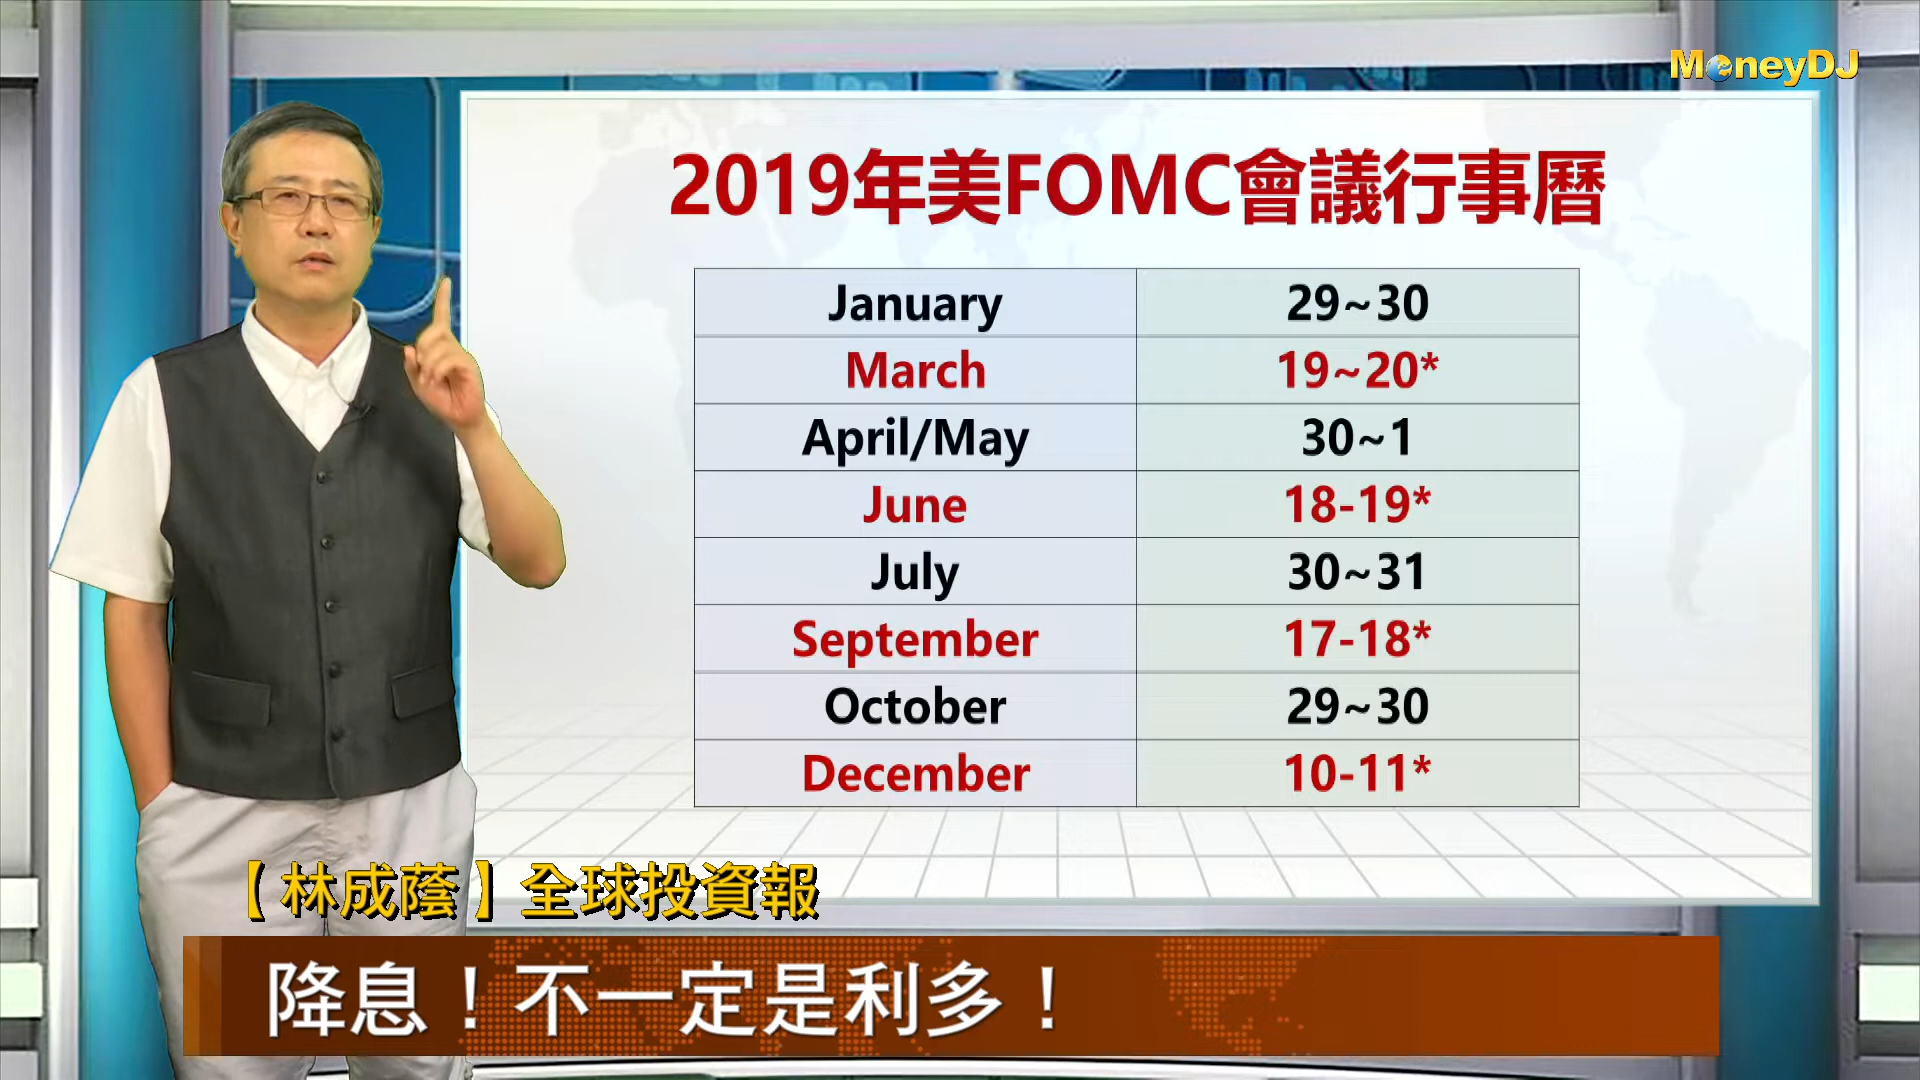 MoneyDJ
2019年美FOMC會議行事曆
January 29~30
March 19~20*
April/May 30~1
June 18-19*
July 30~31
September 17-18*
October 29~30
December 10-11*
【林成蔭】全球投資報
降息！不一定是利多！